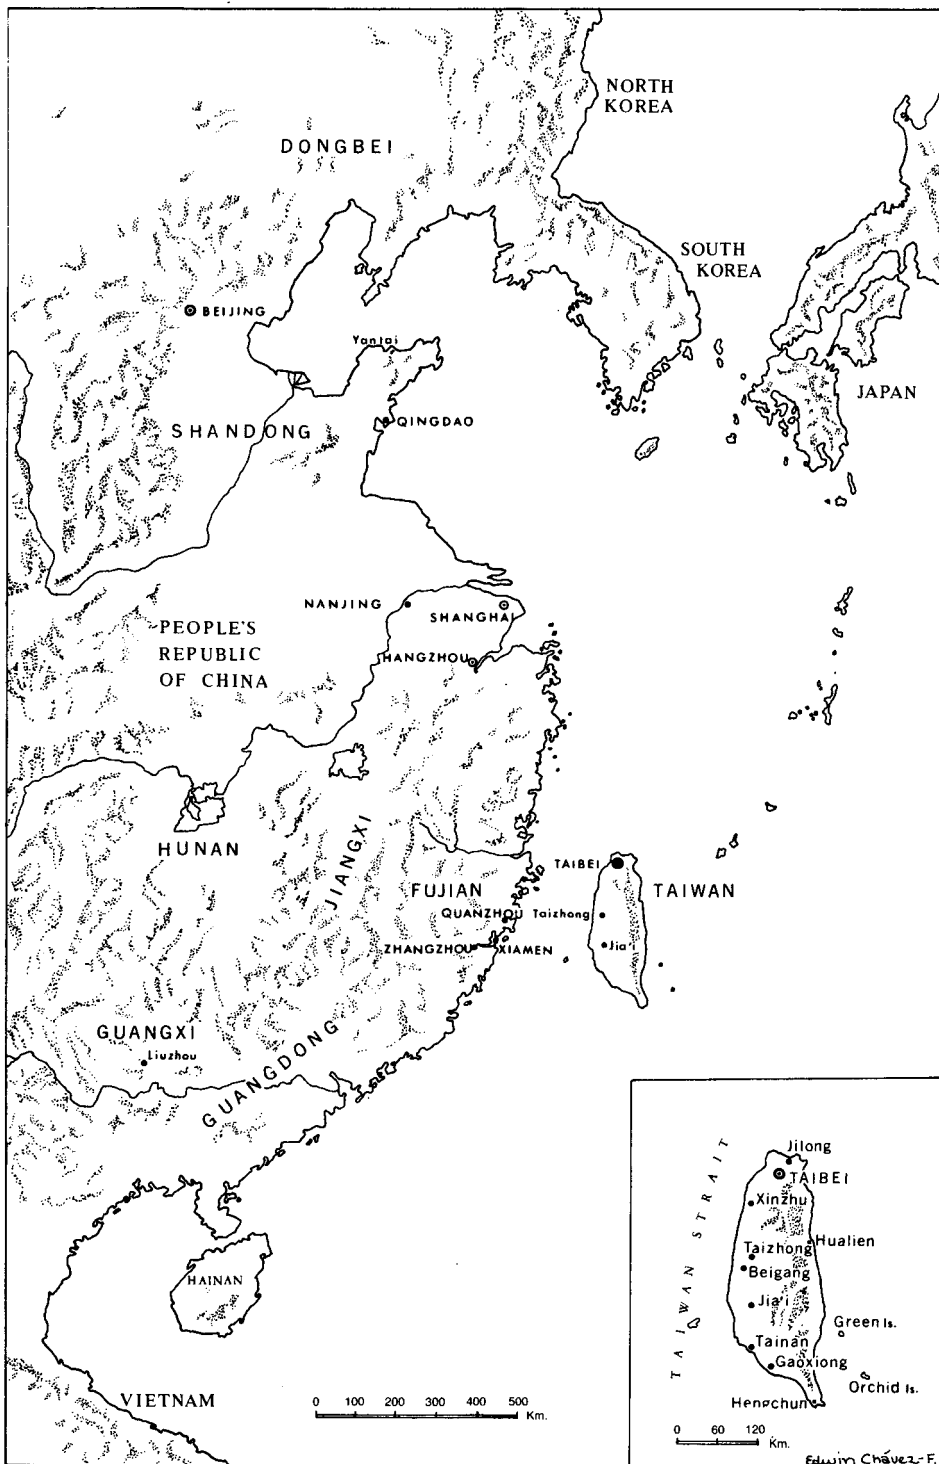 NORTH
KOREA
DONGBEI
SOUTH
KOREA
BEIJING
Yantai
JAPAN
SHANDONG
QINGDAO
NANJING
SHANGHAI
PEOPLE'S
REPUBLIC
OF CHINA
HANGZHOU
HUNAN
JIANGXI
TAIBEI
FUJIAN
TAIWAN
QUANZHOU
Taizhong
ZHANGZHOU
XIAMEN
Jia'i
GUANGXI
Liuzhou
GUANGDONG
HAINAN
VIETNAM
0 100 200 300 400 500
Km.
TAIWAN STRAIT
Jilong
TAIBEI
Xinzhu
Hualien
Taizhong
Beigang
Jia'i
Green Is.
Tainan
Gaoxiong
Orchid Is.
Hengchun
0 60 120
Km.
Edwin Chávez-F.